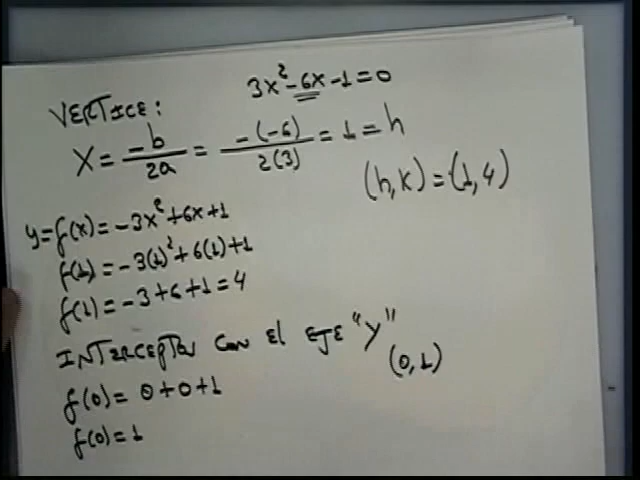 3x² - 6x - 1 = 0
VERTICE:
X = -b/2a = -(-6)/2(3) = 1 = h
(h, k) = (1, 4)
y = f(x) = -3x² + 6x + 1
f(1) = -3(1)² + 6(1) + 1
f(1) = -3 + 6 + 1 = 4
INTERCEPTOS CON EL EJE "Y"
(0, 1)
f(0) = 0 + 0 + 1
f(0) = 1